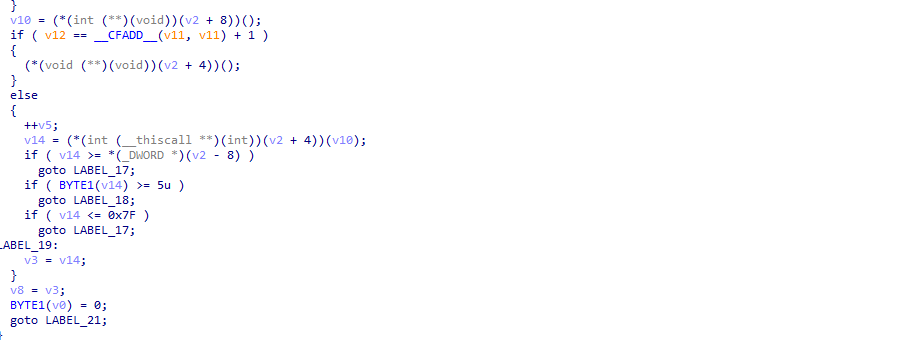 }
v10 = (*(int (**)(void))(v2 + 8))();
if ( v12 == __CFADD__(v11, v11) + 1 )
{
(*(void (**)(void))(v2 + 4))();
}
else
{
++v5;
v14 = (*(int (__thiscall **)(int))(v2 + 4))(v10);
if ( v14 >= *(_DWORD *)(v2 - 8) )
goto LABEL_17;
if ( BYTE1(v14) >= 5u )
goto LABEL_18;
if ( v14 <= 0x7F )
goto LABEL_17;
LABEL_19:
v3 = v14;
}
v8 = v3;
BYTE1(v0) = 0;
goto LABEL_21;
}